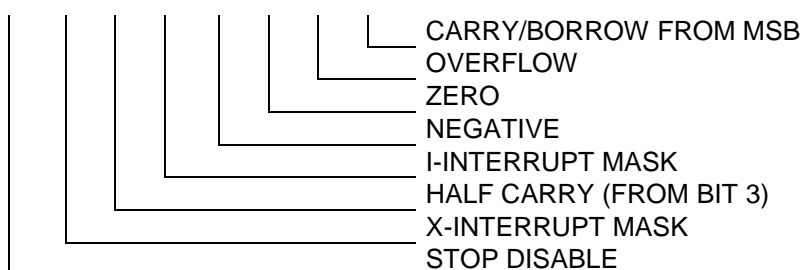 CARRY/BORROW FROM MSB
OVERFLOW
ZERO
NEGATIVE
I-INTERRUPT MASK
HALF CARRY (FROM BIT 3)
X-INTERRUPT MASK
STOP DISABLE